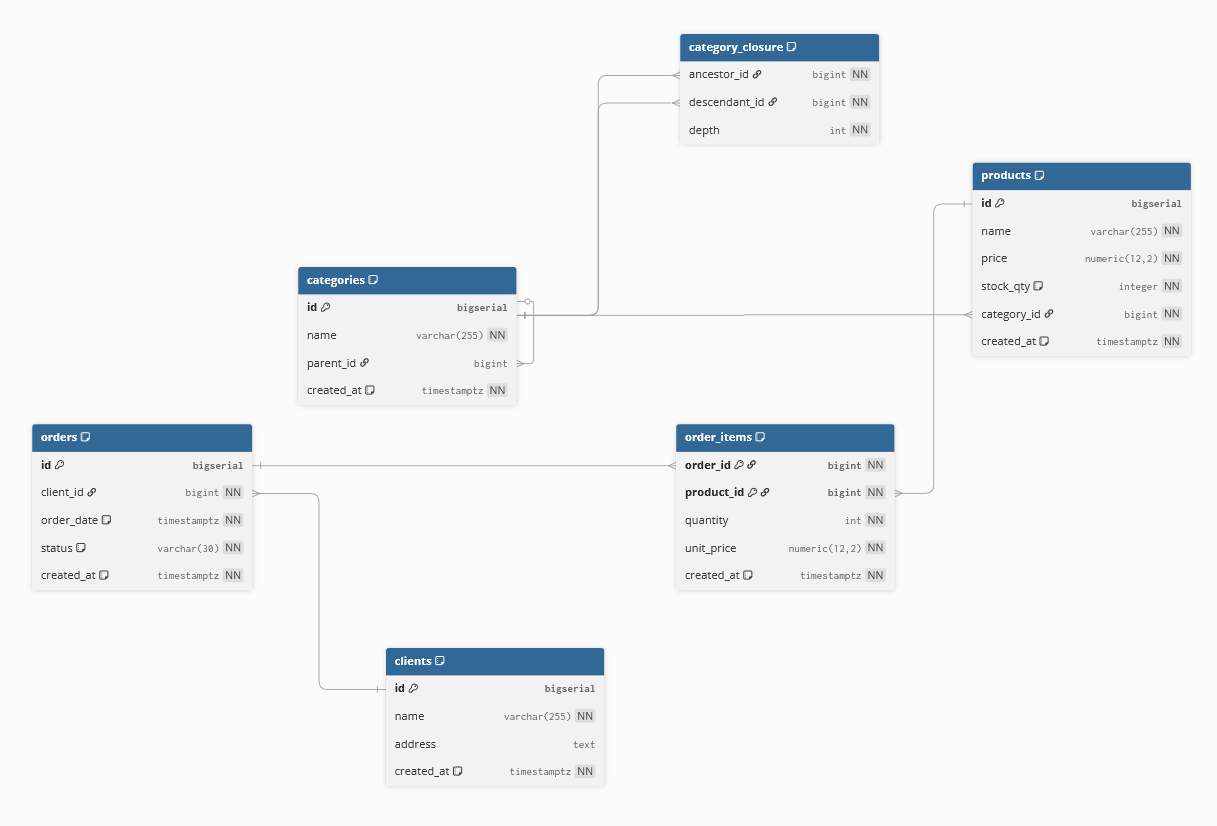 category_closure
ancestor_id bigint NN
descendant_id bigint NN
depth int NN
products
id bigserial
name varchar(255) NN
price numeric(12,2) NN
stock_qty integer NN
category_id bigint NN
created_at timestamptz NN
categories
id bigserial
name varchar(255) NN
parent_id bigint
created_at timestamptz NN
orders
id bigserial
client_id bigint NN
order_date timestamptz NN
status varchar(30) NN
created_at timestamptz NN
order_items
order_id bigint NN
product_id bigint NN
quantity int NN
unit_price numeric(12,2) NN
created_at timestamptz NN
clients
id bigserial
name varchar(255) NN
address text
created_at timestamptz NN